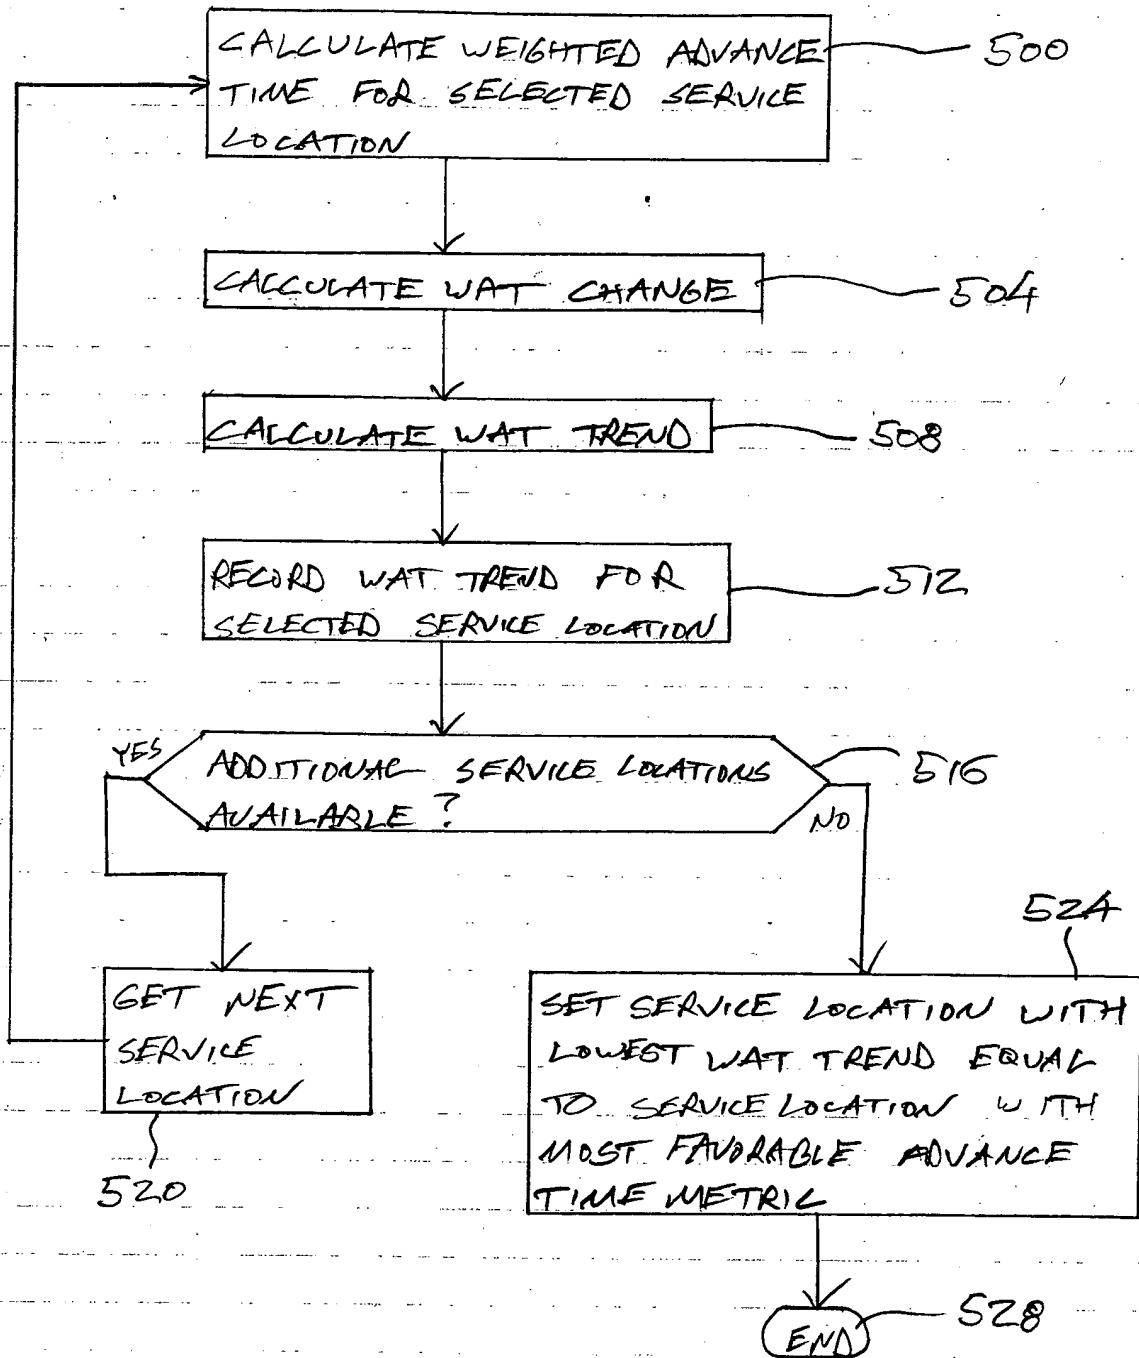 CALCULATE WEIGHTED ADVANCE
TIME FOR SELECTED SERVICE
LOCATION
500
CALCULATE WAT CHANGE
504
CALCULATE WAT TREND
508
RECORD WAT TREND FOR
SELECTED SERVICE LOCATION
512
YES
ADDITIONAL SERVICE LOCATIONS
AVAILABLE ?
516
NO
GET NEXT
SERVICE
LOCATION
520
524
SET SERVICE LOCATION WITH
LOWEST WAT TREND EQUAL
TO SERVICE LOCATION WITH
MOST FAVORABLE ADVANCE
TIME METRIC
END
528